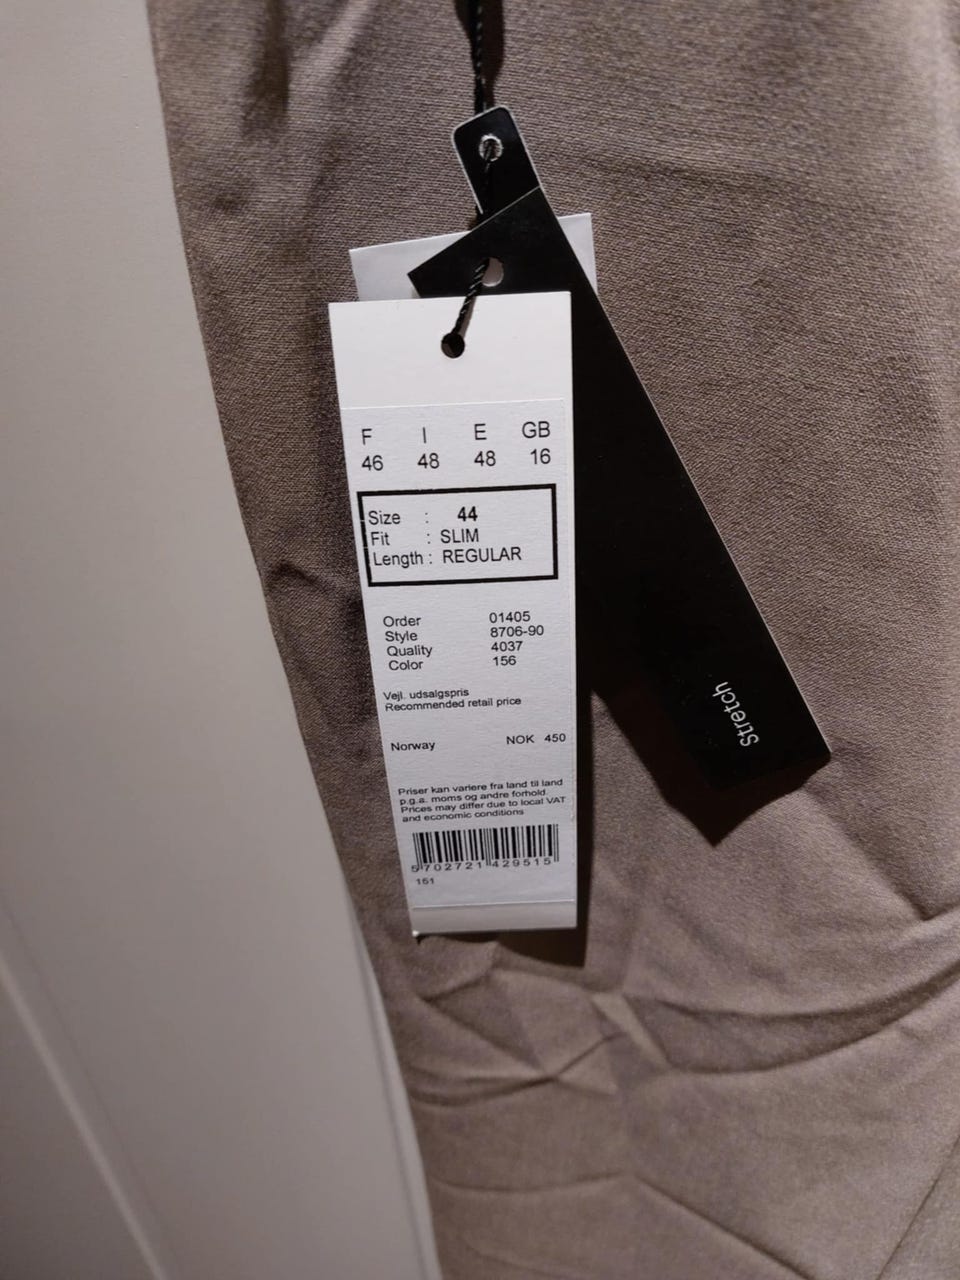 F I E GB
46 48 48 16
Size : 44
Fit : SLIM
Length : REGULAR
Order 01405
Style 8706-90
Quality 4037
Color 156
Vejl. udsalgspris
Recommended retail price
Norway NOK 450
Priser kan variere fra land til land
p.g.a. moms og andre forhold.
Prices may differ due to local VAT
and economic conditions
5702721429515
161
Stretch